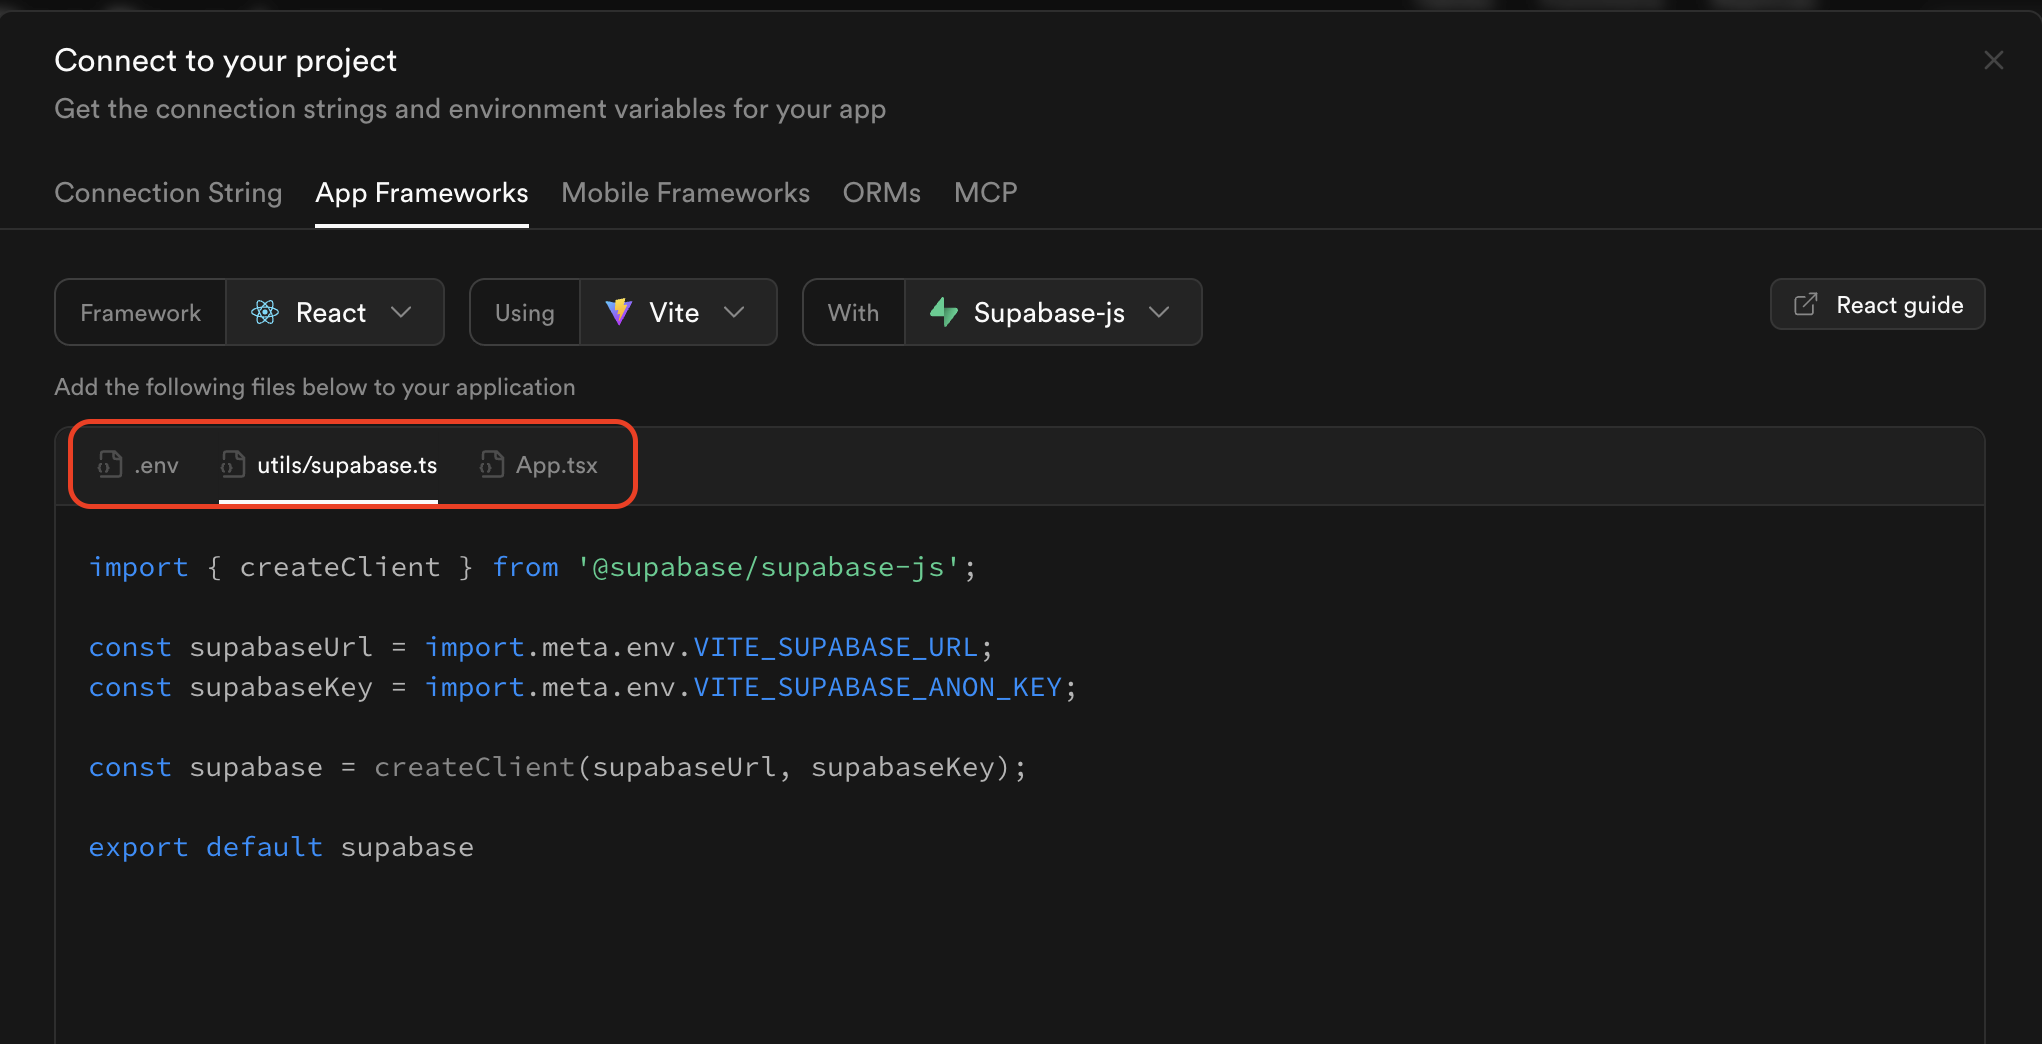 Connect to your project
Get the connection strings and environment variables for your app
Connection String App Frameworks Mobile Frameworks ORMs MCP
Framework React Using Vite With Supabase-js React guide
Add the following files below to your application
.env utils/supabase.ts App.tsx
import { createClient } from '@supabase/supabase-js';
const supabaseUrl = import.meta.env.VITE_SUPABASE_URL;
const supabaseKey = import.meta.env.VITE_SUPABASE_ANON_KEY;
const supabase = createClient(supabaseUrl, supabaseKey);
export default supabase